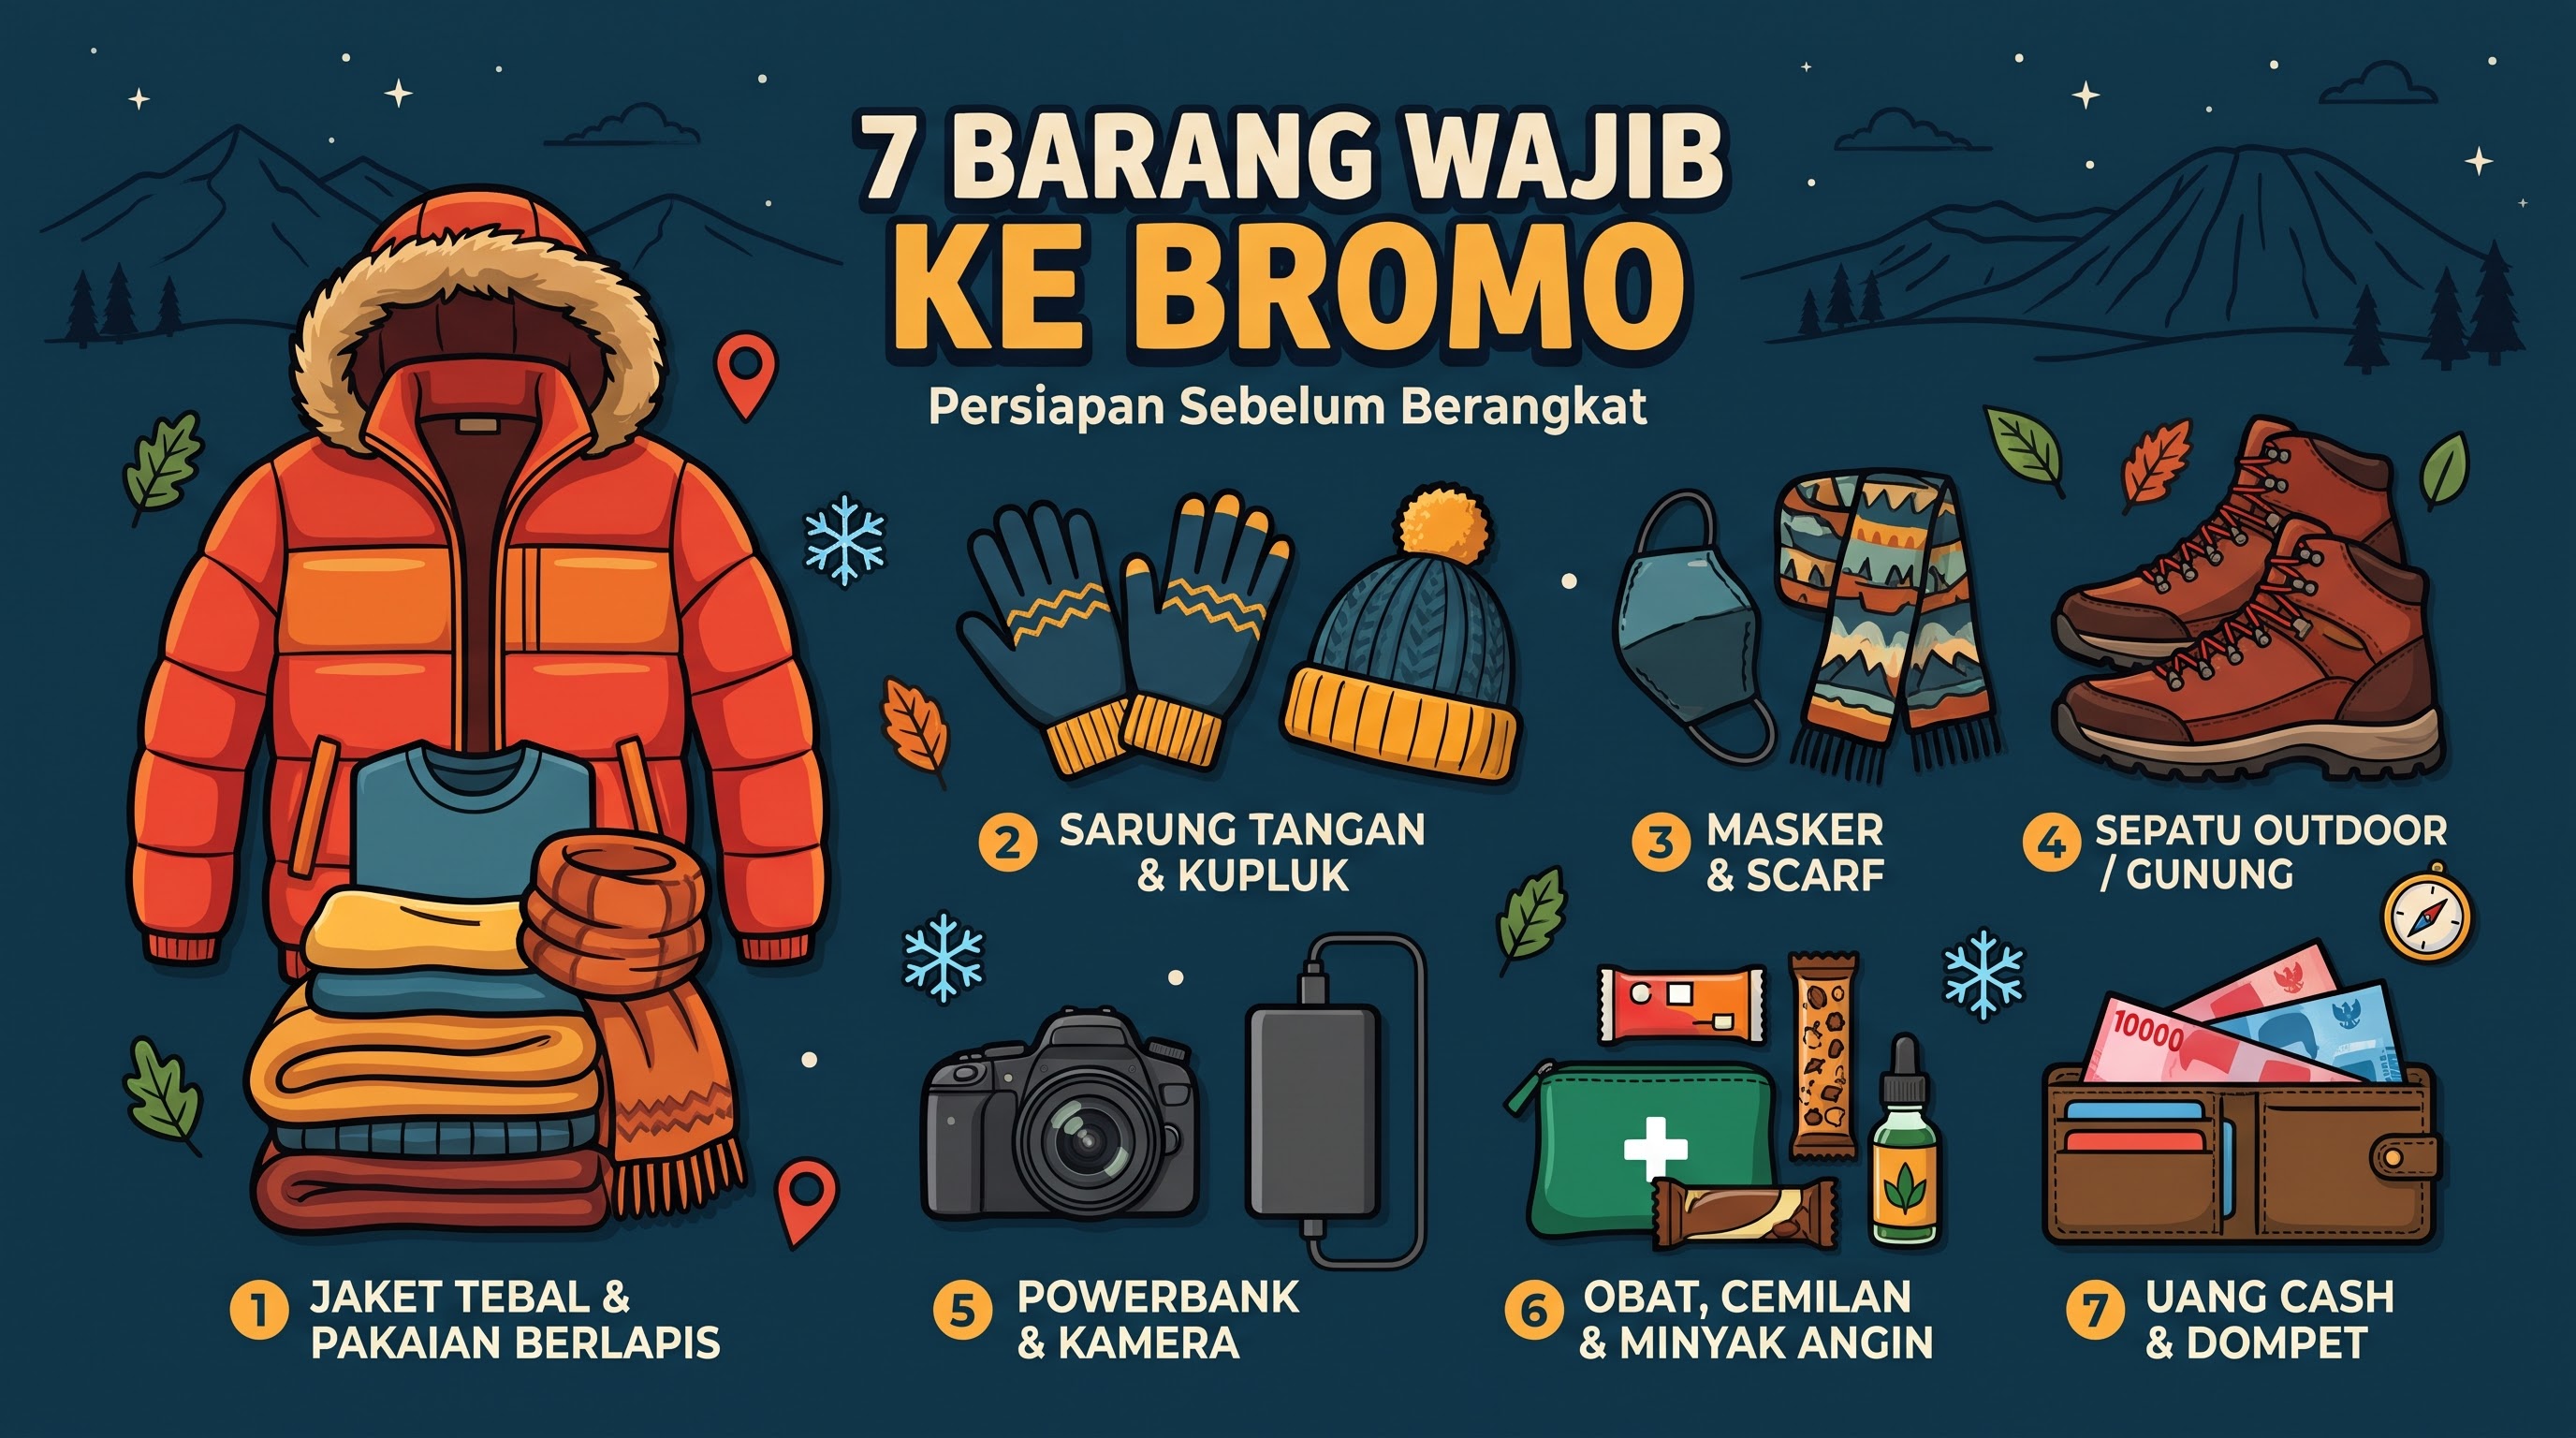 7 BARANG WAJIB
KE BROMO
Persiapan Sebelum Berangkat
1 JAKET TEBAL &
PAKAIAN BERLAPIS
2 SARUNG TANGAN
& KUPLUK
3 MASKER
& SCARF
4 SEPATU OUTDOOR
/ GUNUNG
5 POWERBANK
& KAMERA
6 OBAT, CEMILAN
& MINYAK ANGIN
10000
7 UANG CASH
& DOMPET